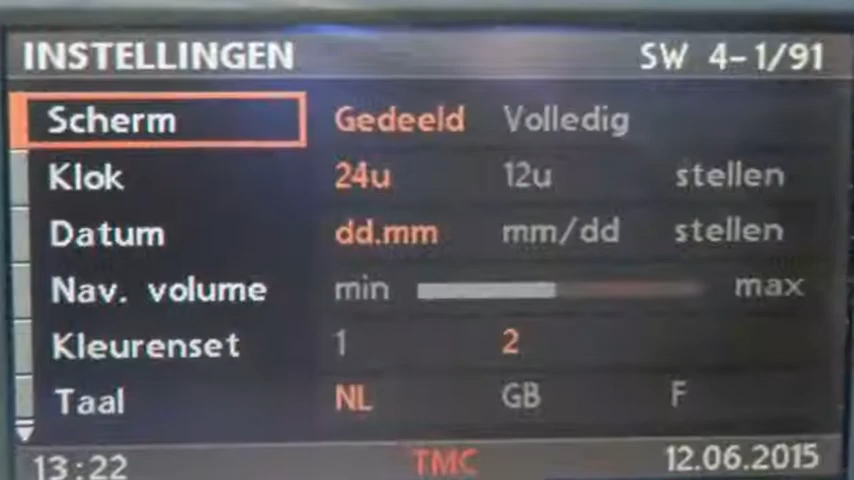 INSTELLINGEN SW 4-1/91
Scherm Gedeeld Volledig
Klok 24u 12u stellen
Datum dd.mm mm/dd stellen
Nav. volume min max
Kleurenset 1 2
Taal NL GB F
13:22 TMC 12.06.2015